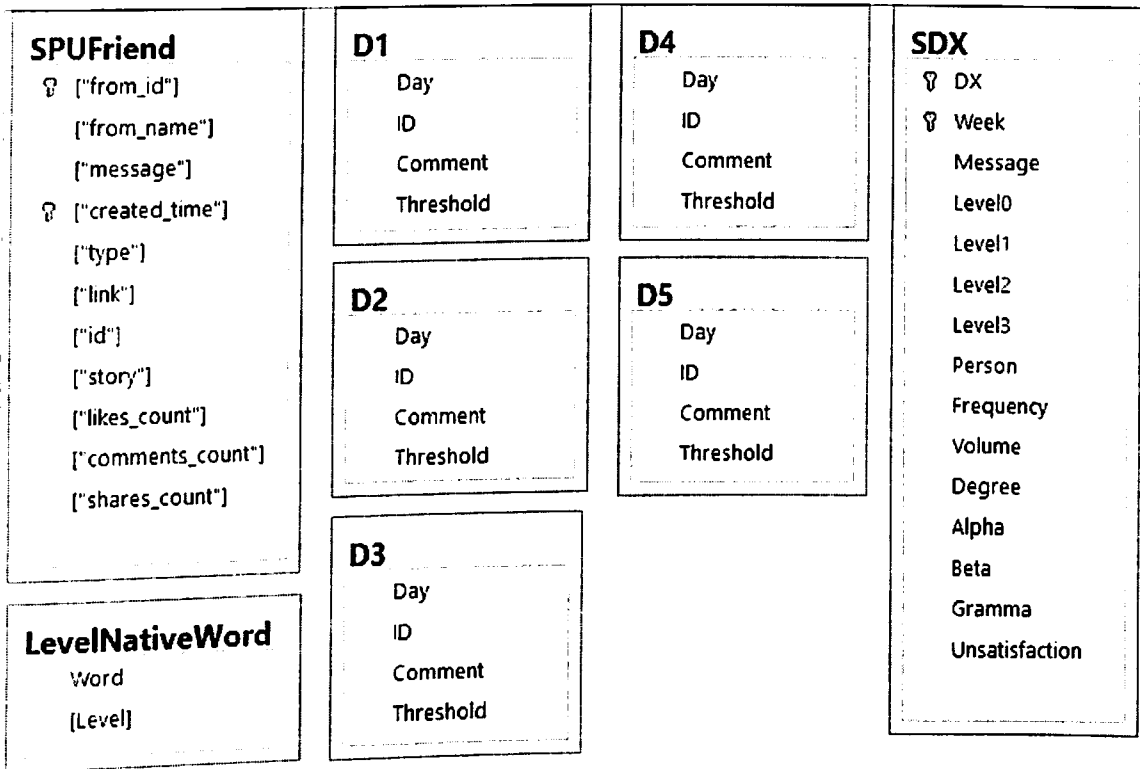 SPUFriend
["from_id"]
["from_name"]
["message"]
["created_time"]
["type"]
["link"]
["id"]
["story"]
["likes_count"]
["comments_count"]
["shares_count"]
LevelNativeWord
Word
[Level]
D1
Day
ID
Comment
Threshold
D2
Day
ID
Comment
Threshold
D3
Day
ID
Comment
Threshold
D4
Day
ID
Comment
Threshold
D5
Day
ID
Comment
Threshold
SDX
DX
Week
Message
Level0
Level1
Level2
Level3
Person
Frequency
Volume
Degree
Alpha
Beta
Gramma
Unsatisfaction